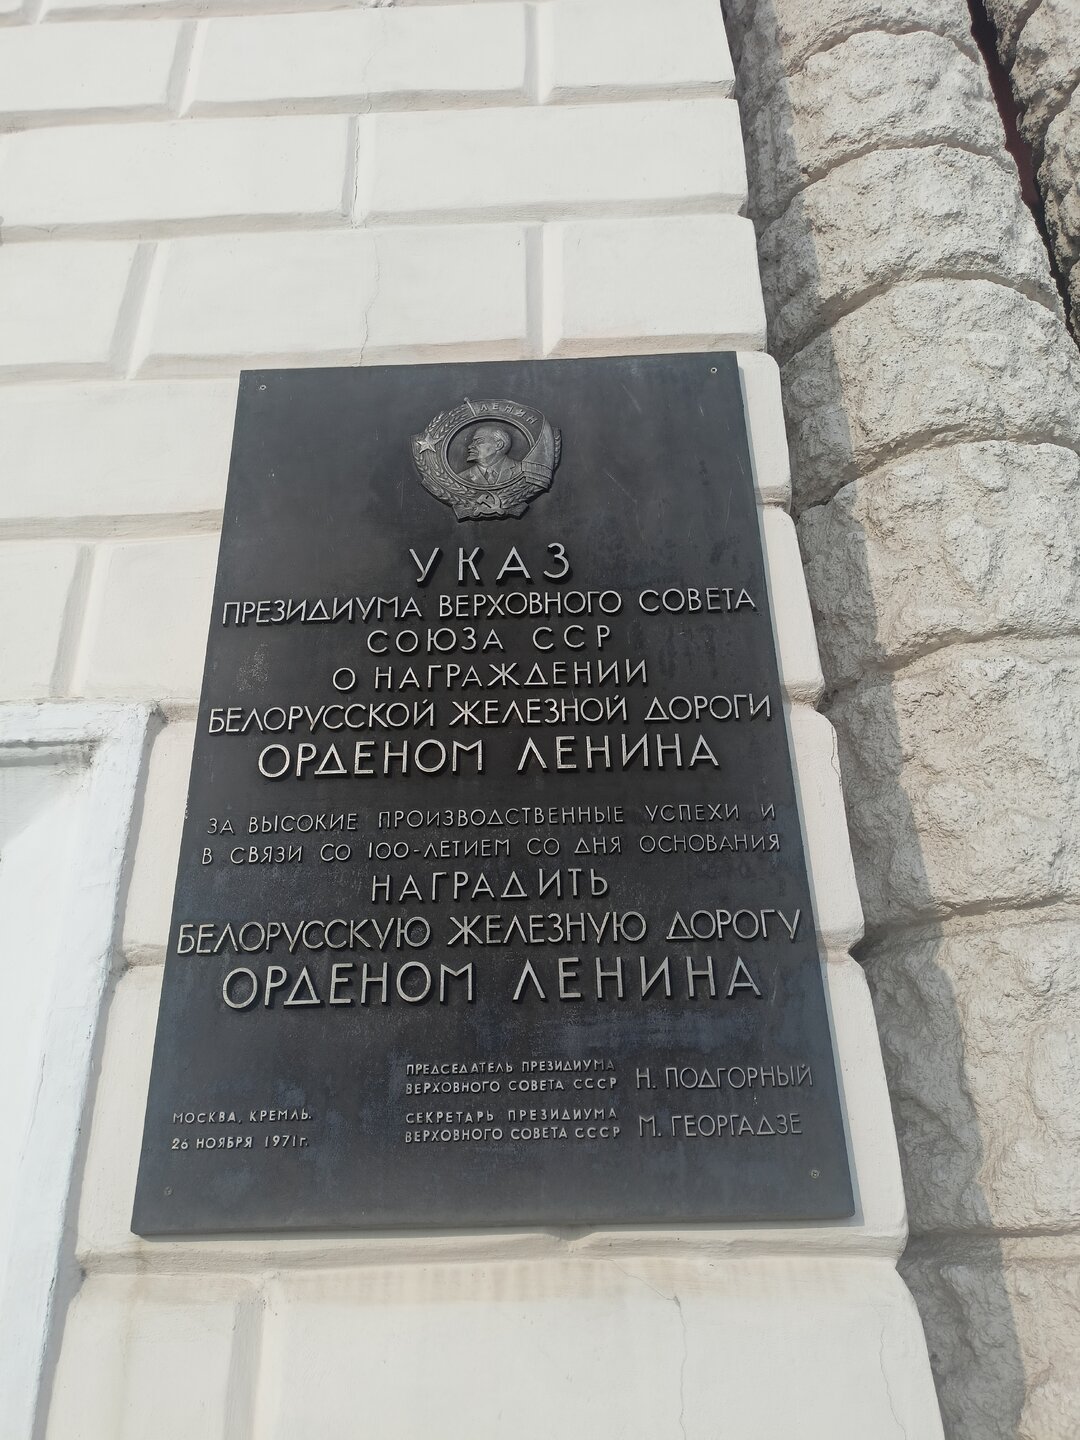 ЛЕНИН
УКАЗ
ПРЕЗИДИУМА ВЕРХОВНОГО СОВЕТА
СОЮЗА ССР
О НАГРАЖДЕНИИ
БЕЛОРУССКОЙ ЖЕЛЕЗНОЙ ДОРОГИ
ОРДЕНОМ ЛЕНИНА
ЗА ВЫСОКИЕ ПРОИЗВОДСТВЕННЫЕ УСПЕХИ И
В СВЯЗИ СО 100-ЛЕТИЕМ СО ДНЯ ОСНОВАНИЯ
НАГРАДИТЬ
БЕЛОРУССКУЮ ЖЕЛЕЗНУЮ ДОРОГУ
ОРДЕНОМ ЛЕНИНА
ПРЕДСЕДАТЕЛЬ ПРЕЗИДИУМА
ВЕРХОВНОГО СОВЕТА СССР Н. ПОДГОРНЫЙ
МОСКВА, КРЕМЛЬ.
26 НОЯБРЯ 1971г.
СЕКРЕТАРЬ ПРЕЗИДИУМА
ВЕРХОВНОГО СОВЕТА СССР М. ГЕОРГАДЗЕ